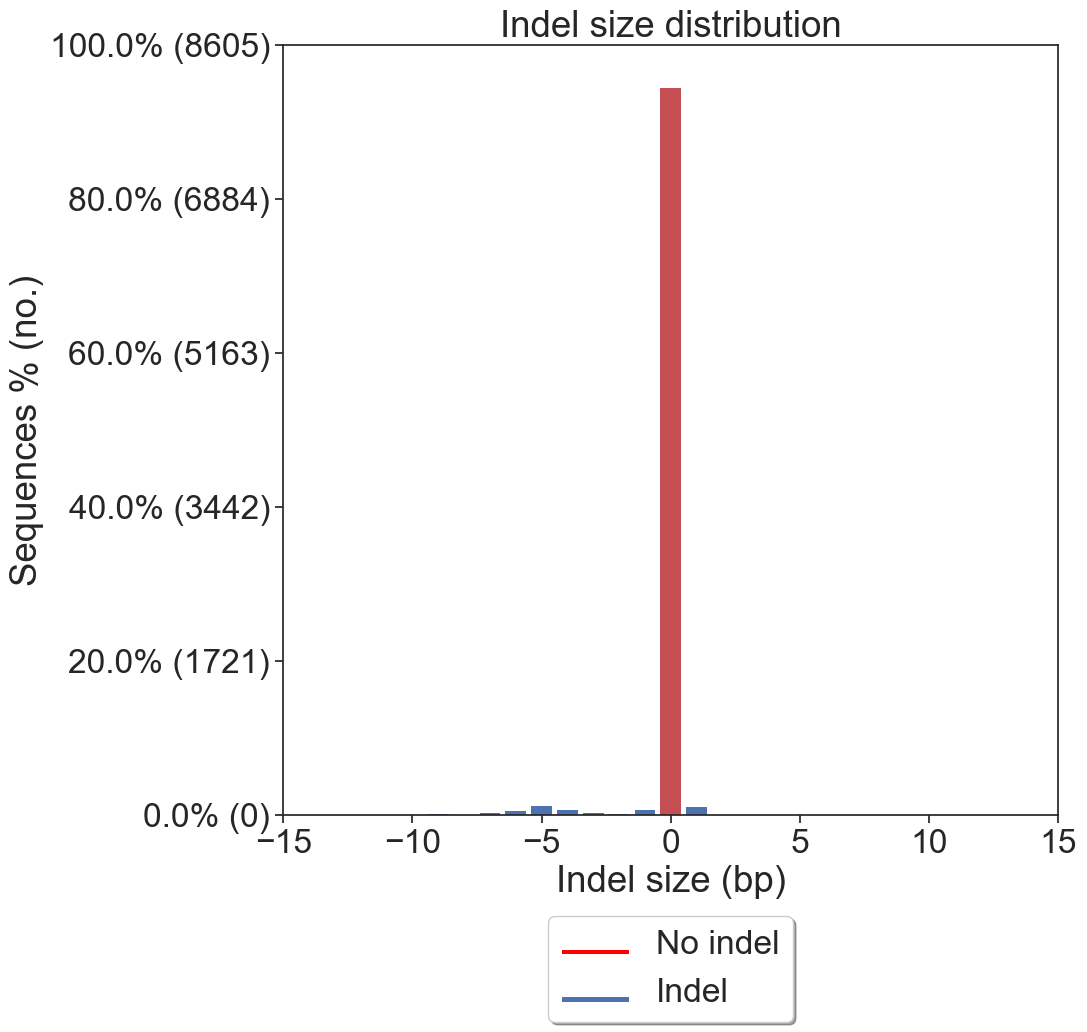 Indel size distribution
100.0% (8605)
80.0% (6884)
60.0% (5163)
40.0% (3442)
20.0% (1721)
0.0% (0)
Sequences % (no.)
−15 −10 −5 0 5 10 15
Indel size (bp)
No indel
Indel